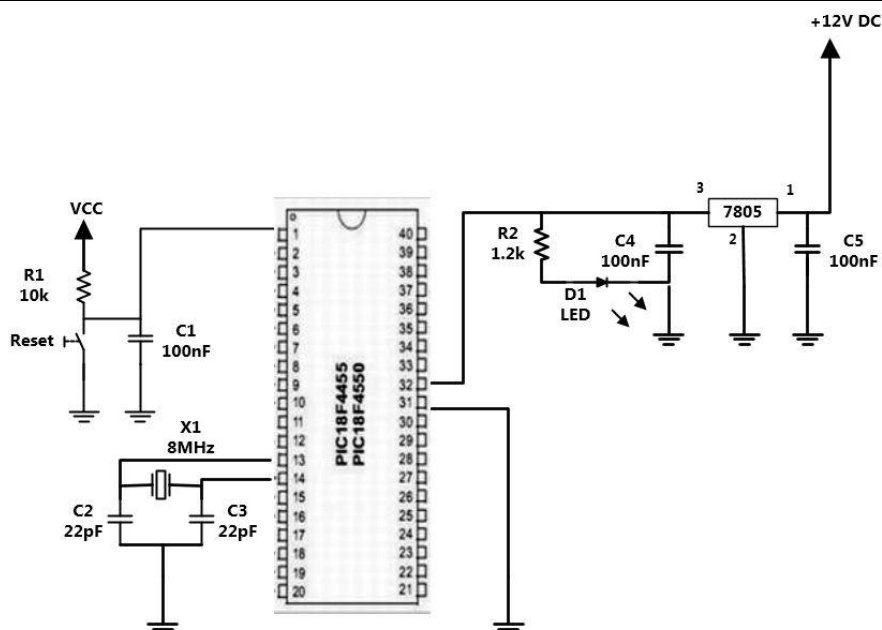 +12V DC
3
7805
1
2
VCC
R2
1.2k
C4
100nF
C5
100nF
R1
10k
D1
LED
Reset
C1
100nF
X1
8MHz
C2
22pF
C3
22pF
PIC18F4455
PIC18F4550
1
2
3
4
5
6
7
8
9
10
11
12
13
14
15
16
17
18
19
20
40
39
38
37
36
35
34
33
32
31
30
29
28
27
26
25
24
23
22
21